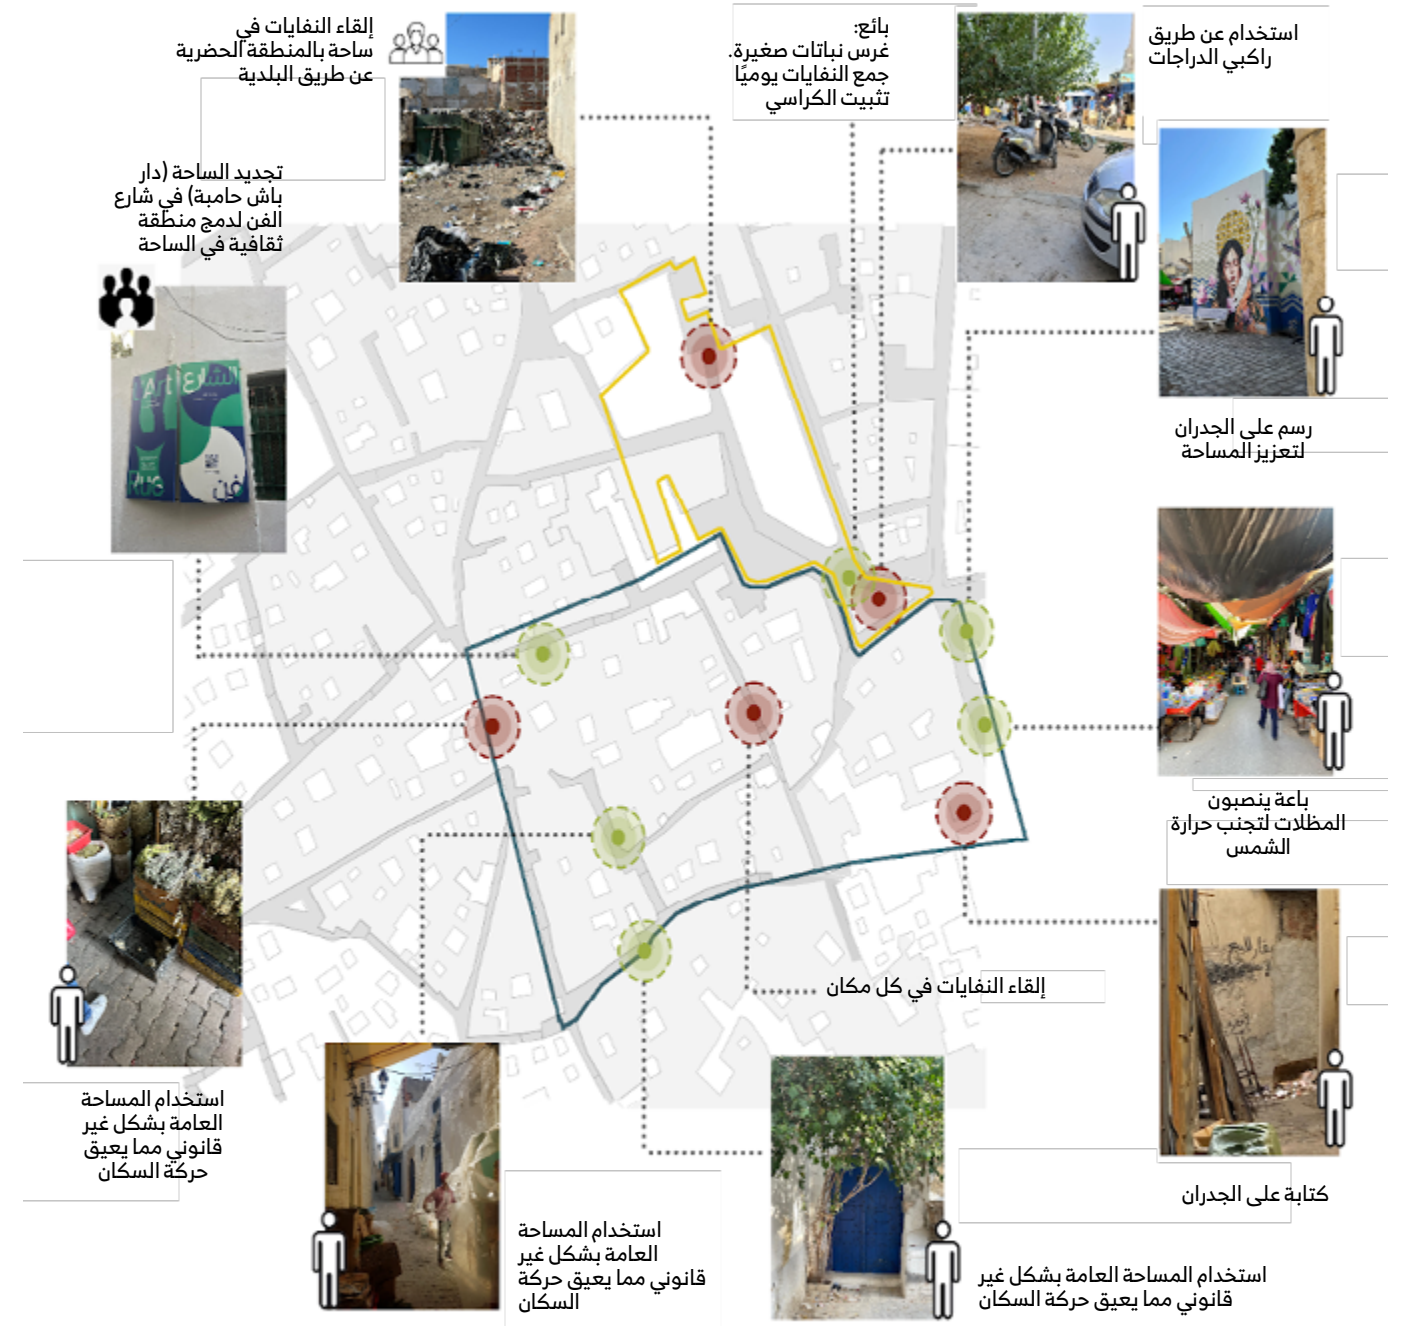 إلقاء النفايات في
ساحة بالمنطقة الحضرية
عن طريق البلدية
بائع:
غرس نباتات صغيرة.
جمع النفايات يوميًا
تثبيت الكراسي
استخدام عن طريق
راكبي الدراجات
تجديد الساحة (دار
باش حامبة) في شارع
الفن لدمج منطقة
ثقافية في الساحة
Art
الشارع
Rue
فن
رسم على الجدران
لتعزيز المساحة
باعة ينصبون
المظلات لتجنب حرارة
الشمس
إلقاء النفايات في كل مكان
استخدام المساحة
العامة بشكل غير
قانوني مما يعيق
حركة السكان
كتابة على الجدران
استخدام المساحة
العامة بشكل غير
قانوني مما يعيق حركة
السكان
استخدام المساحة العامة بشكل غير
قانوني مما يعيق حركة السكان